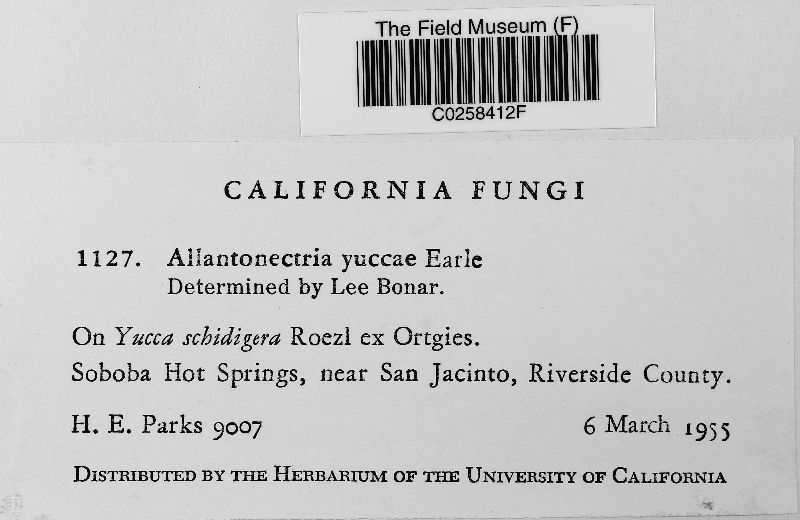 The Field Museum (F)
C0258412F
CALIFORNIA FUNGI
1127. Allantonectria yuccae Earle
Determined by Lee Bonar.
On Yucca schidigera Roezl ex Ortgies.
Soboba Hot Springs, near San Jacinto, Riverside County.
H. E. Parks 9007 6 March 1955
DISTRIBUTED BY THE HERBARIUM OF THE UNIVERSITY OF CALIFORNIA